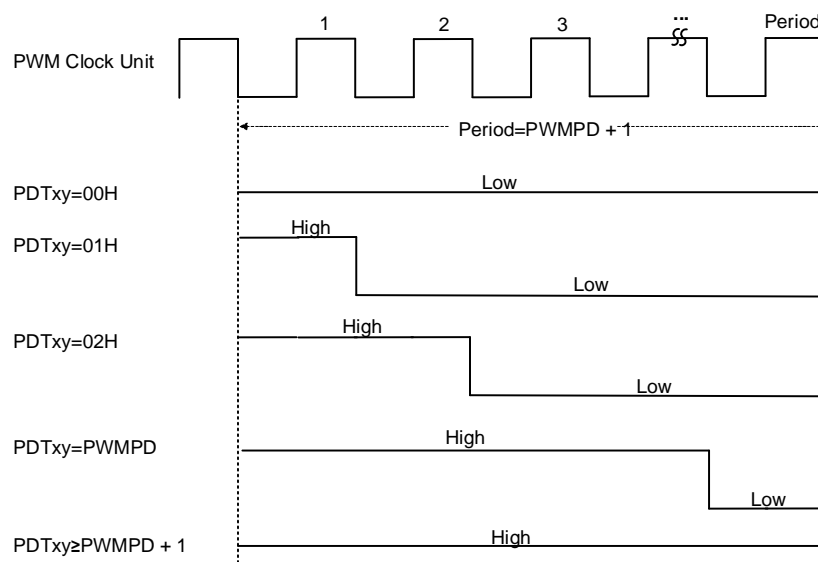 1 2 3 ... Period
PWM Clock Unit
Period=PWMPD + 1
PDTxy=00H Low
PDTxy=01H High
Low
PDTxy=02H High
Low
PDTxy=PWMPD High
Low
PDTxy≥PWMPD + 1 High